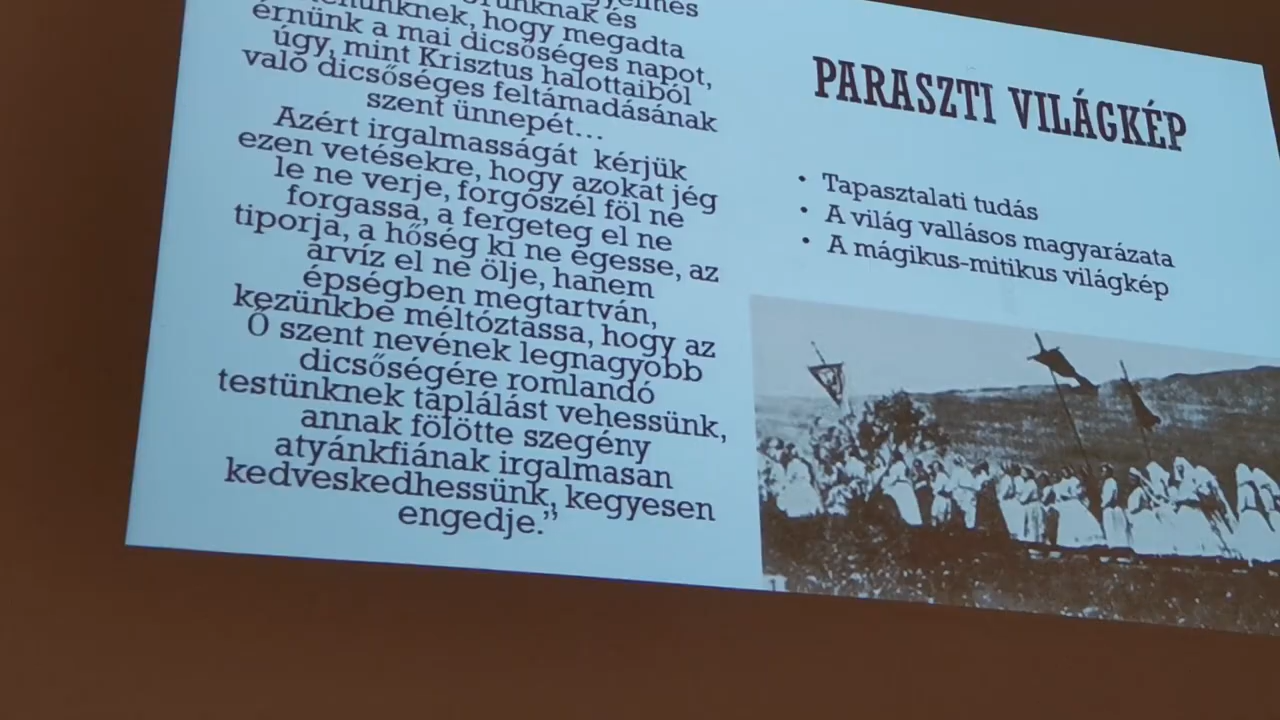 hogy megadta
érnünk a mai dicsőséges napot,
úgy, mint Krisztus halottaiból
való dicsőséges feltámadásának
szent ünnepét...
Azért irgalmasságát kérjük
ezen vetésekre, hogy azokat jég
le ne verje, forgószél föl ne
forgassa, a fergeteg el ne
tiporja, a hőség ki ne égesse, az
árvíz el ne ölje, hanem
épségben megtartván,
kezünkbe méltóztassa, hogy az
Ő szent nevének legnagyobb
dicsőségére romlandó
testünknek táplálást vehessünk,
annak fölötte szegény
atyánkfiának irgalmasan
kedveskedhessünk, kegyesen
engedje.”
PARASZTI VILÁGKÉP
• Tapasztalati tudás
• A világ vallásos magyarázata
• A mágikus-mitikus világkép